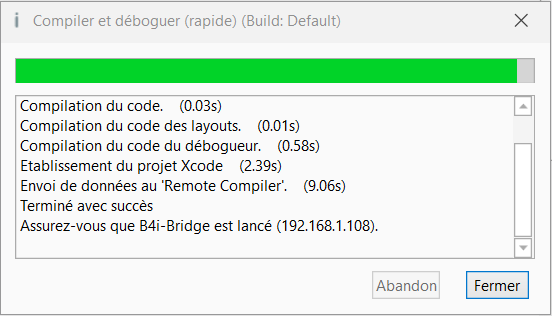 Compiler et déboguer (rapide) (Build: Default)
Compilation du code. (0.03s)
Compilation du code des layouts. (0.01s)
Compilation du code du débogueur. (0.58s)
Etablissement du projet Xcode (2.39s)
Envoi de données au 'Remote Compiler'. (9.06s)
Terminé avec succès
Assurez-vous que B4i-Bridge est lancé (192.168.1.108).
Abandon Fermer